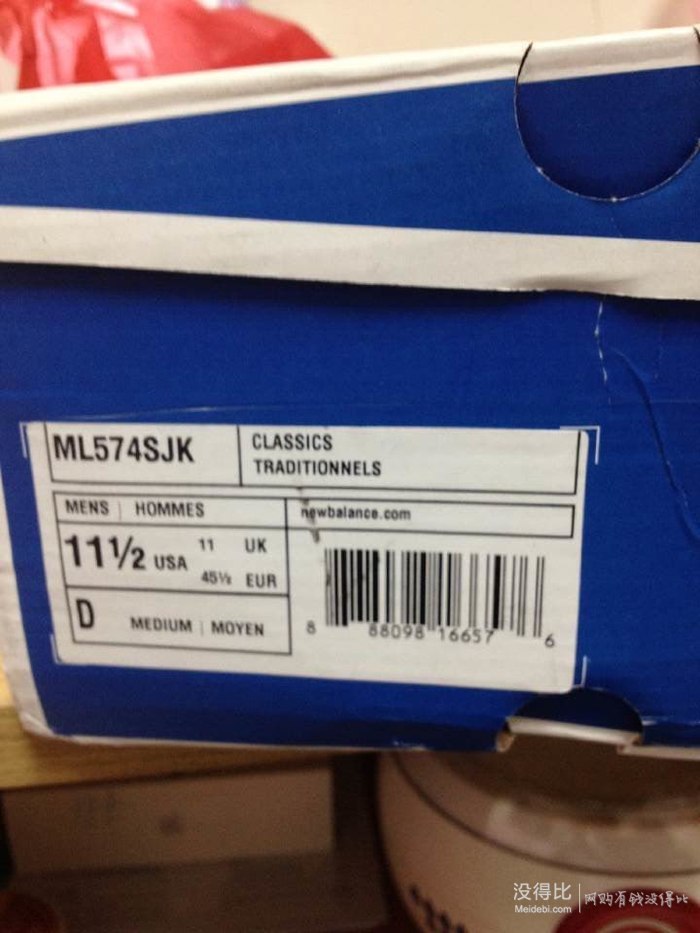 ML574SJK
CLASSICS
TRADITIONNELS
MENS | HOMMES
newbalance.com
11½ USA
11 UK
45½ EUR
D
MEDIUM | MOYEN
8 88098 16657 6
没得比
Meidebi.com
网购有钱没得比